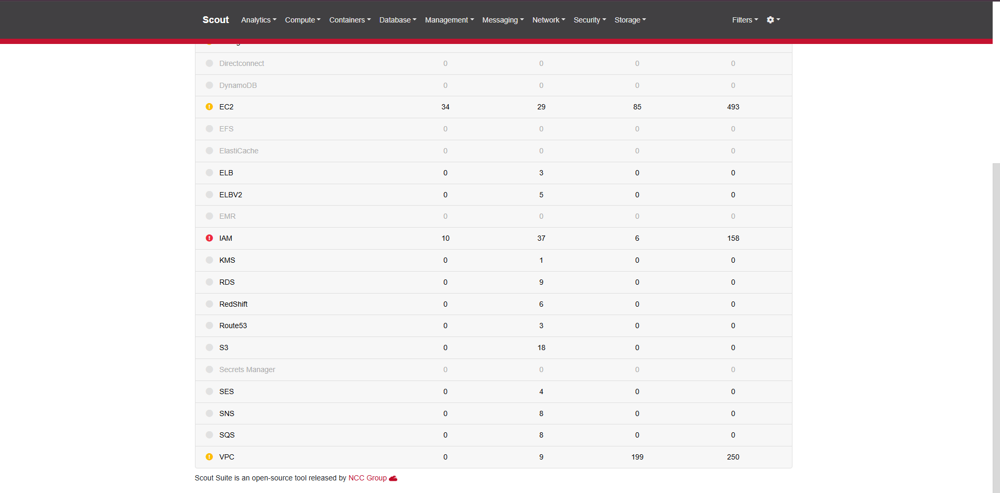 Scout Analytics Compute Containers Database Management Messaging Network Security Storage Filters
Directconnect 0 0 0 0
DynamoDB 0 0 0 0
EC2 34 29 85 493
EFS 0 0 0 0
ElastiCache 0 0 0 0
ELB 0 3 0 0
ELBV2 0 5 0 0
EMR 0 0 0 0
IAM 10 37 6 158
KMS 0 1 0 0
RDS 0 9 0 0
RedShift 0 6 0 0
Route53 0 3 0 0
S3 0 18 0 0
Secrets Manager 0 0 0 0
SES 0 4 0 0
SNS 0 8 0 0
SQS 0 8 0 0
VPC 0 9 199 250
Scout Suite is an open-source tool released by NCC Group